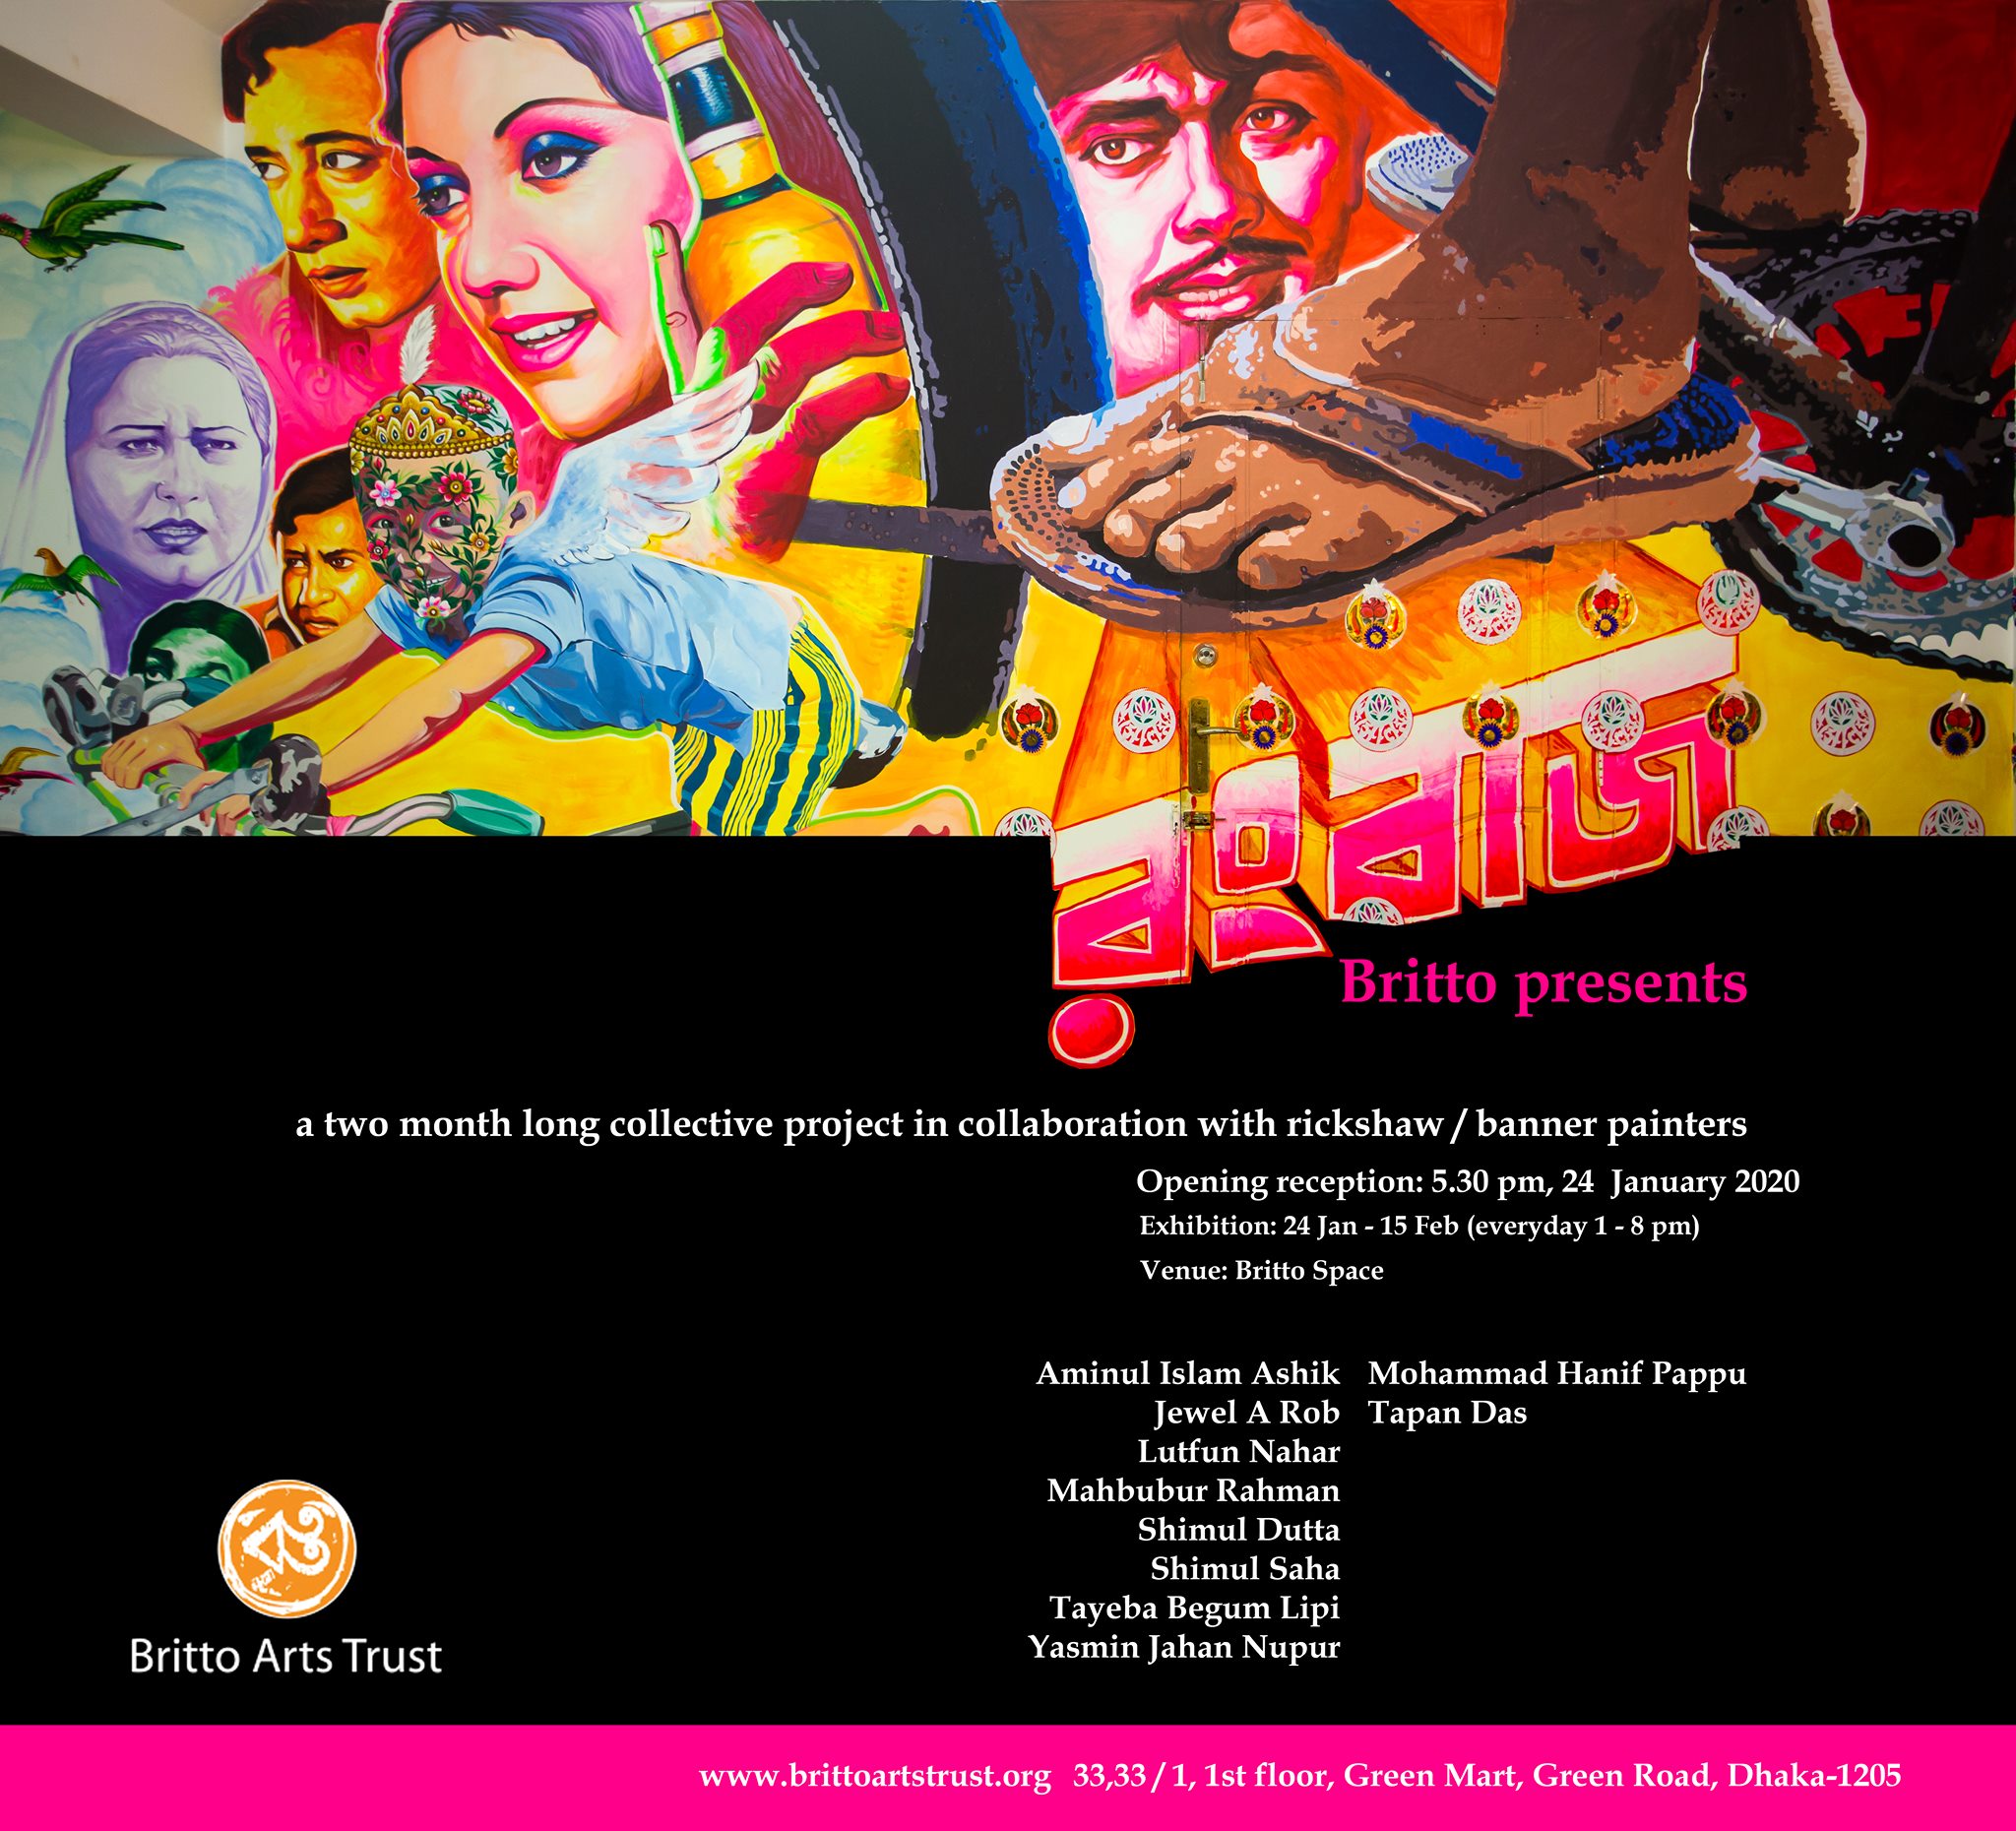 রংবাজ
Britto presents
a two month long collective project in collaboration with rickshaw / banner painters
Opening reception: 5.30 pm, 24 January 2020
Exhibition: 24 Jan - 15 Feb (everyday 1 - 8 pm)
Venue: Britto Space
Aminul Islam Ashik Mohammad Hanif Pappu
Jewel A Rob Tapan Das
Lutfun Nahar
Mahbubur Rahman
Shimul Dutta
Shimul Saha
Tayeba Begum Lipi
Yasmin Jahan Nupur
Britto Arts Trust
www.brittoartstrust.org 33,33 / 1, 1st floor, Green Mart, Green Road, Dhaka-1205